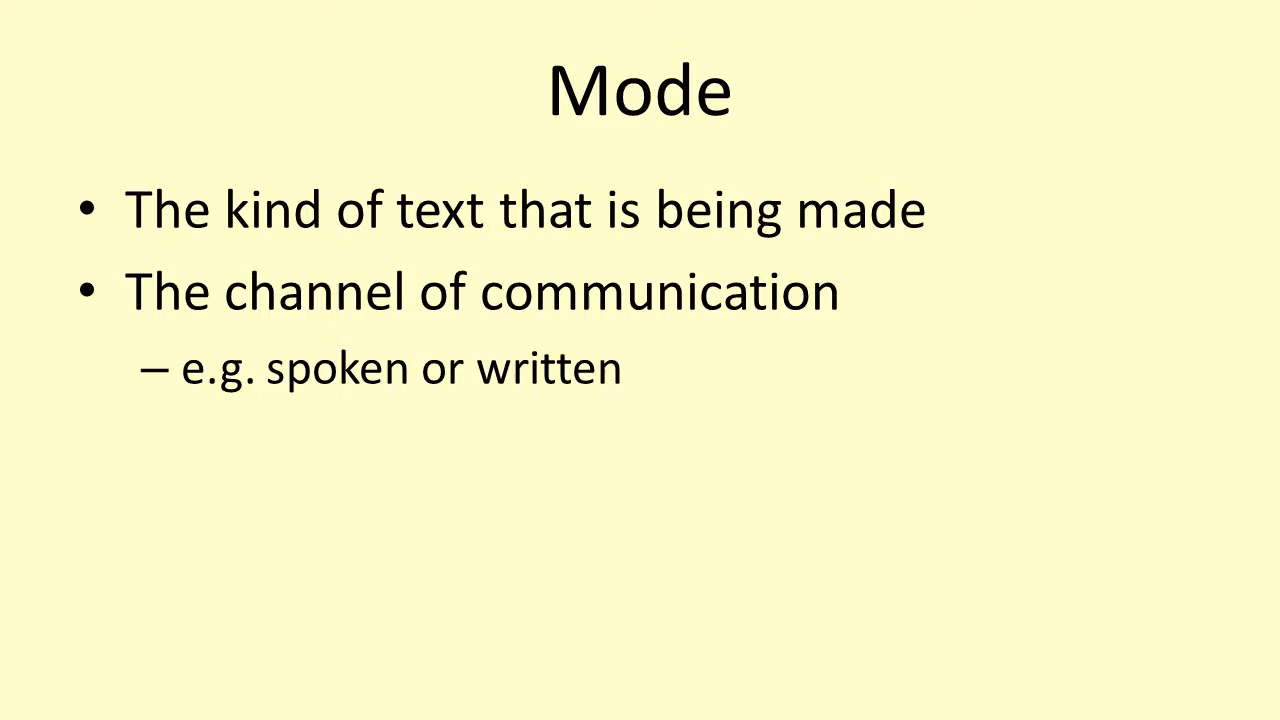 Mode
• The kind of text that is being made
• The channel of communication
– e.g. spoken or written